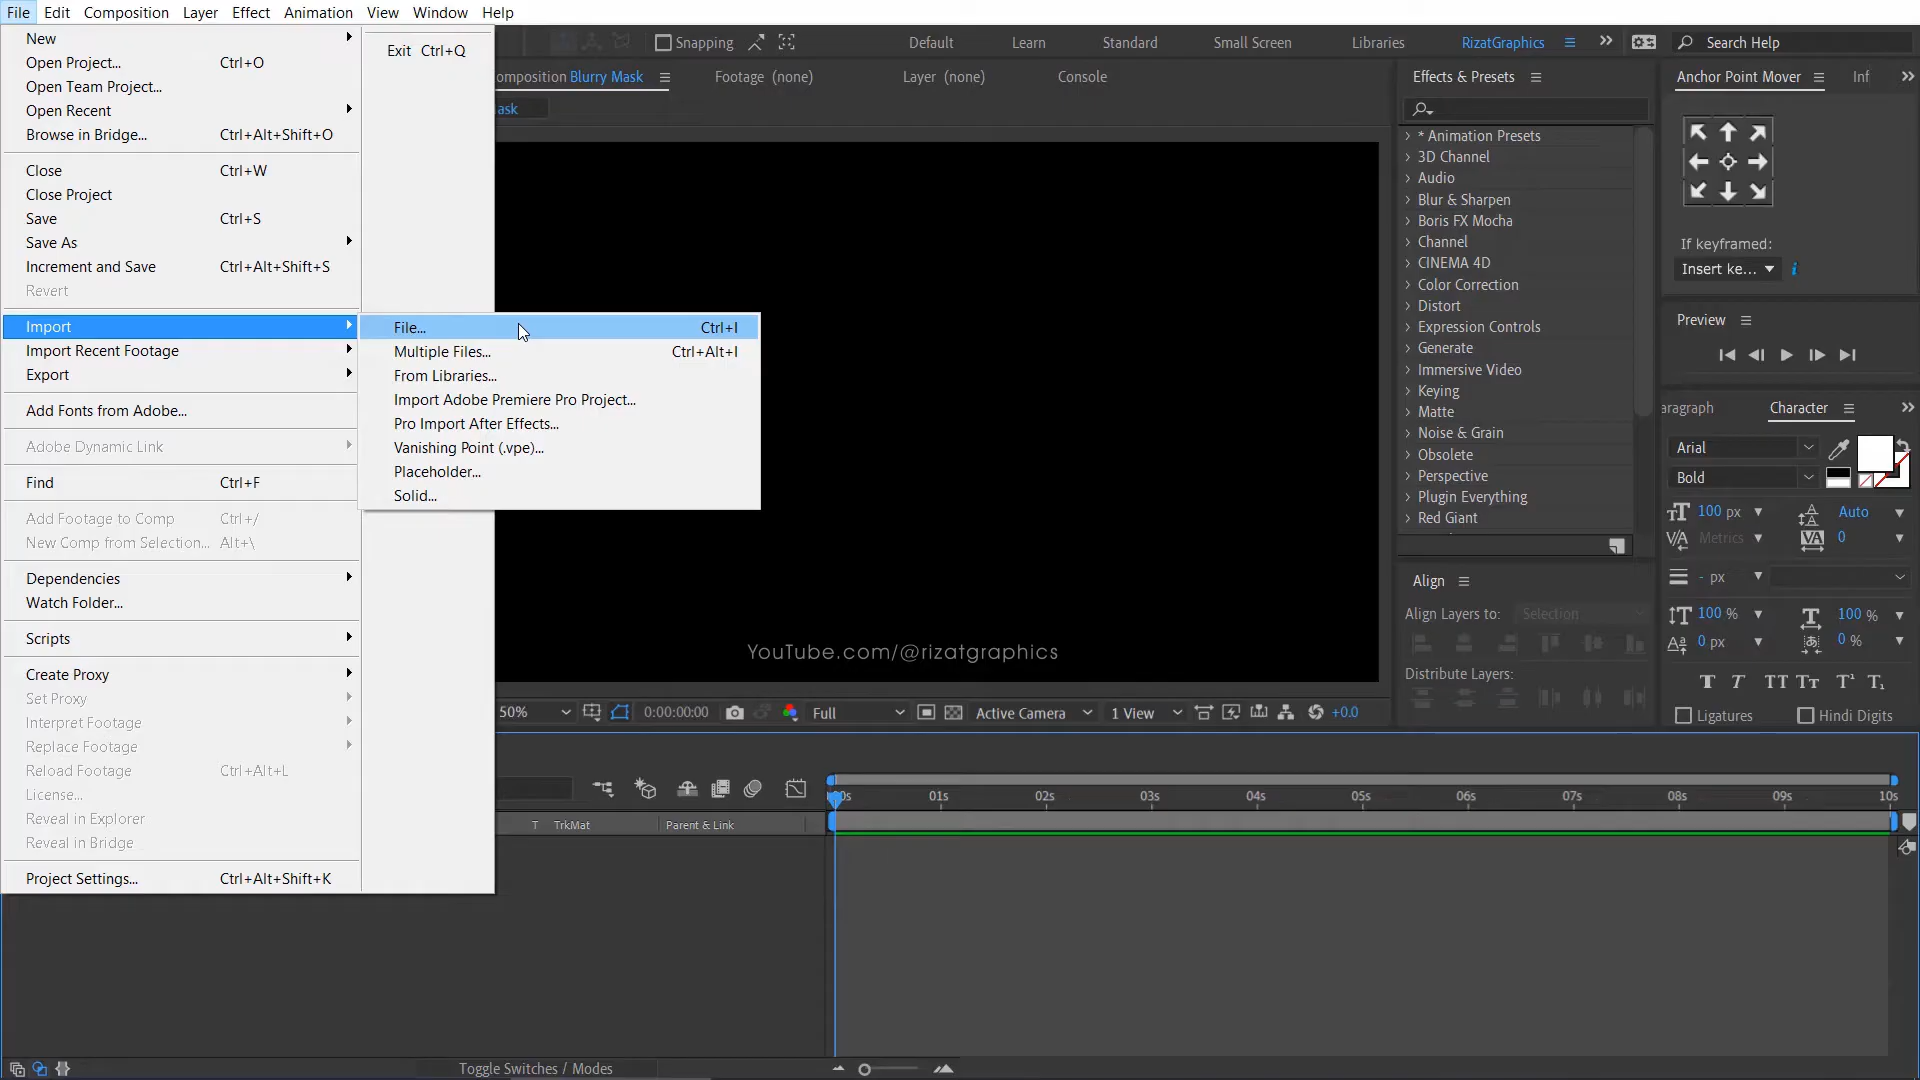 File Edit Composition Layer Effect Animation View Window Help
New
Open Project... Ctrl+O
Open Team Project...
Open Recent
Browse in Bridge... Ctrl+Alt+Shift+O
Close Ctrl+W
Close Project
Save Ctrl+S
Save As
Increment and Save Ctrl+Alt+Shift+S
Revert
Import
Import Recent Footage
Export
Add Fonts from Adobe...
Adobe Dynamic Link
Find Ctrl+F
Add Footage to Comp Ctrl+/
New Comp from Selection... Alt+\
Dependencies
Watch Folder...
Scripts
Create Proxy
Set Proxy
Interpret Footage
Replace Footage
Reload Footage Ctrl+Alt+L
License...
Reveal in Explorer
Reveal in Bridge
Project Settings... Ctrl+Alt+Shift+K
Exit Ctrl+Q
File... Ctrl+I
Multiple Files... Ctrl+Alt+I
From Libraries...
Import Adobe Premiere Pro Project...
Pro Import After Effects...
Vanishing Point (.vpe)...
Placeholder...
Solid...
Snapping Default Learn Standard Small Screen Libraries RizatGraphics Search Help
omposition Blurry Mask Footage (none) Layer (none) Console
ask
YouTube.com/@rizatgraphics
50% 0:00:00:00 Full Active Camera 1 View +0.0
Effects & Presets
* Animation Presets
3D Channel
Audio
Blur & Sharpen
Boris FX Mocha
Channel
CINEMA 4D
Color Correction
Distort
Expression Controls
Generate
Immersive Video
Keying
Matte
Noise & Grain
Obsolete
Perspective
Plugin Everything
Red Giant
Align
Align Layers to: Selection
Distribute Layers:
Anchor Point Mover Inf
If keyframed:
Insert ke...
Preview
aragraph Character
Arial
Bold
100 px Auto
Metrics 0
- px
100 % 100 %
0 px 0 %
Ligatures Hindi Digits
0s 01s 02s 03s 04s 05s 06s 07s 08s 09s 10s
T TrkMat Parent & Link
Toggle Switches / Modes